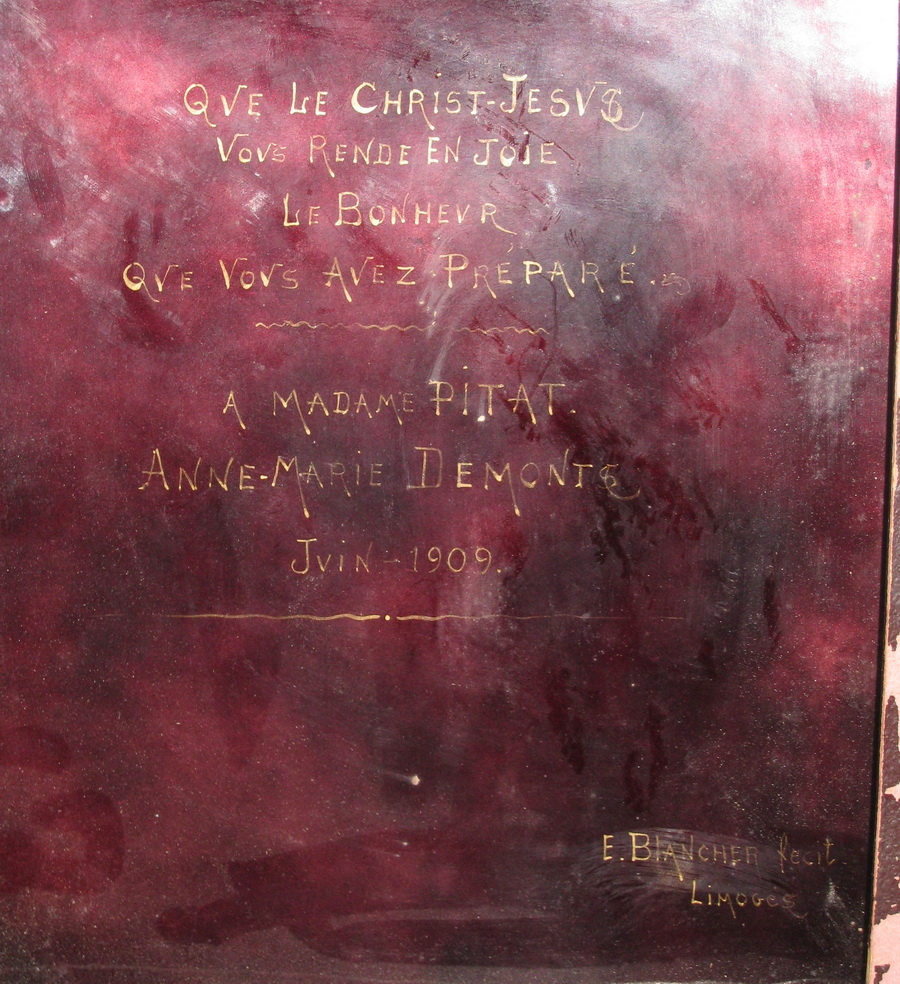 QVE LE CHRIST-JESVS
VOVS RENDE EN JOIE
LE BONHEVR
QVE VOVS AVEZ PRÉPARÉ.
A MADAME PITAT.
ANNE-MARIE DEMONTS
JVIN - 1909.
E. BLANCHER fecit
LIMOGES